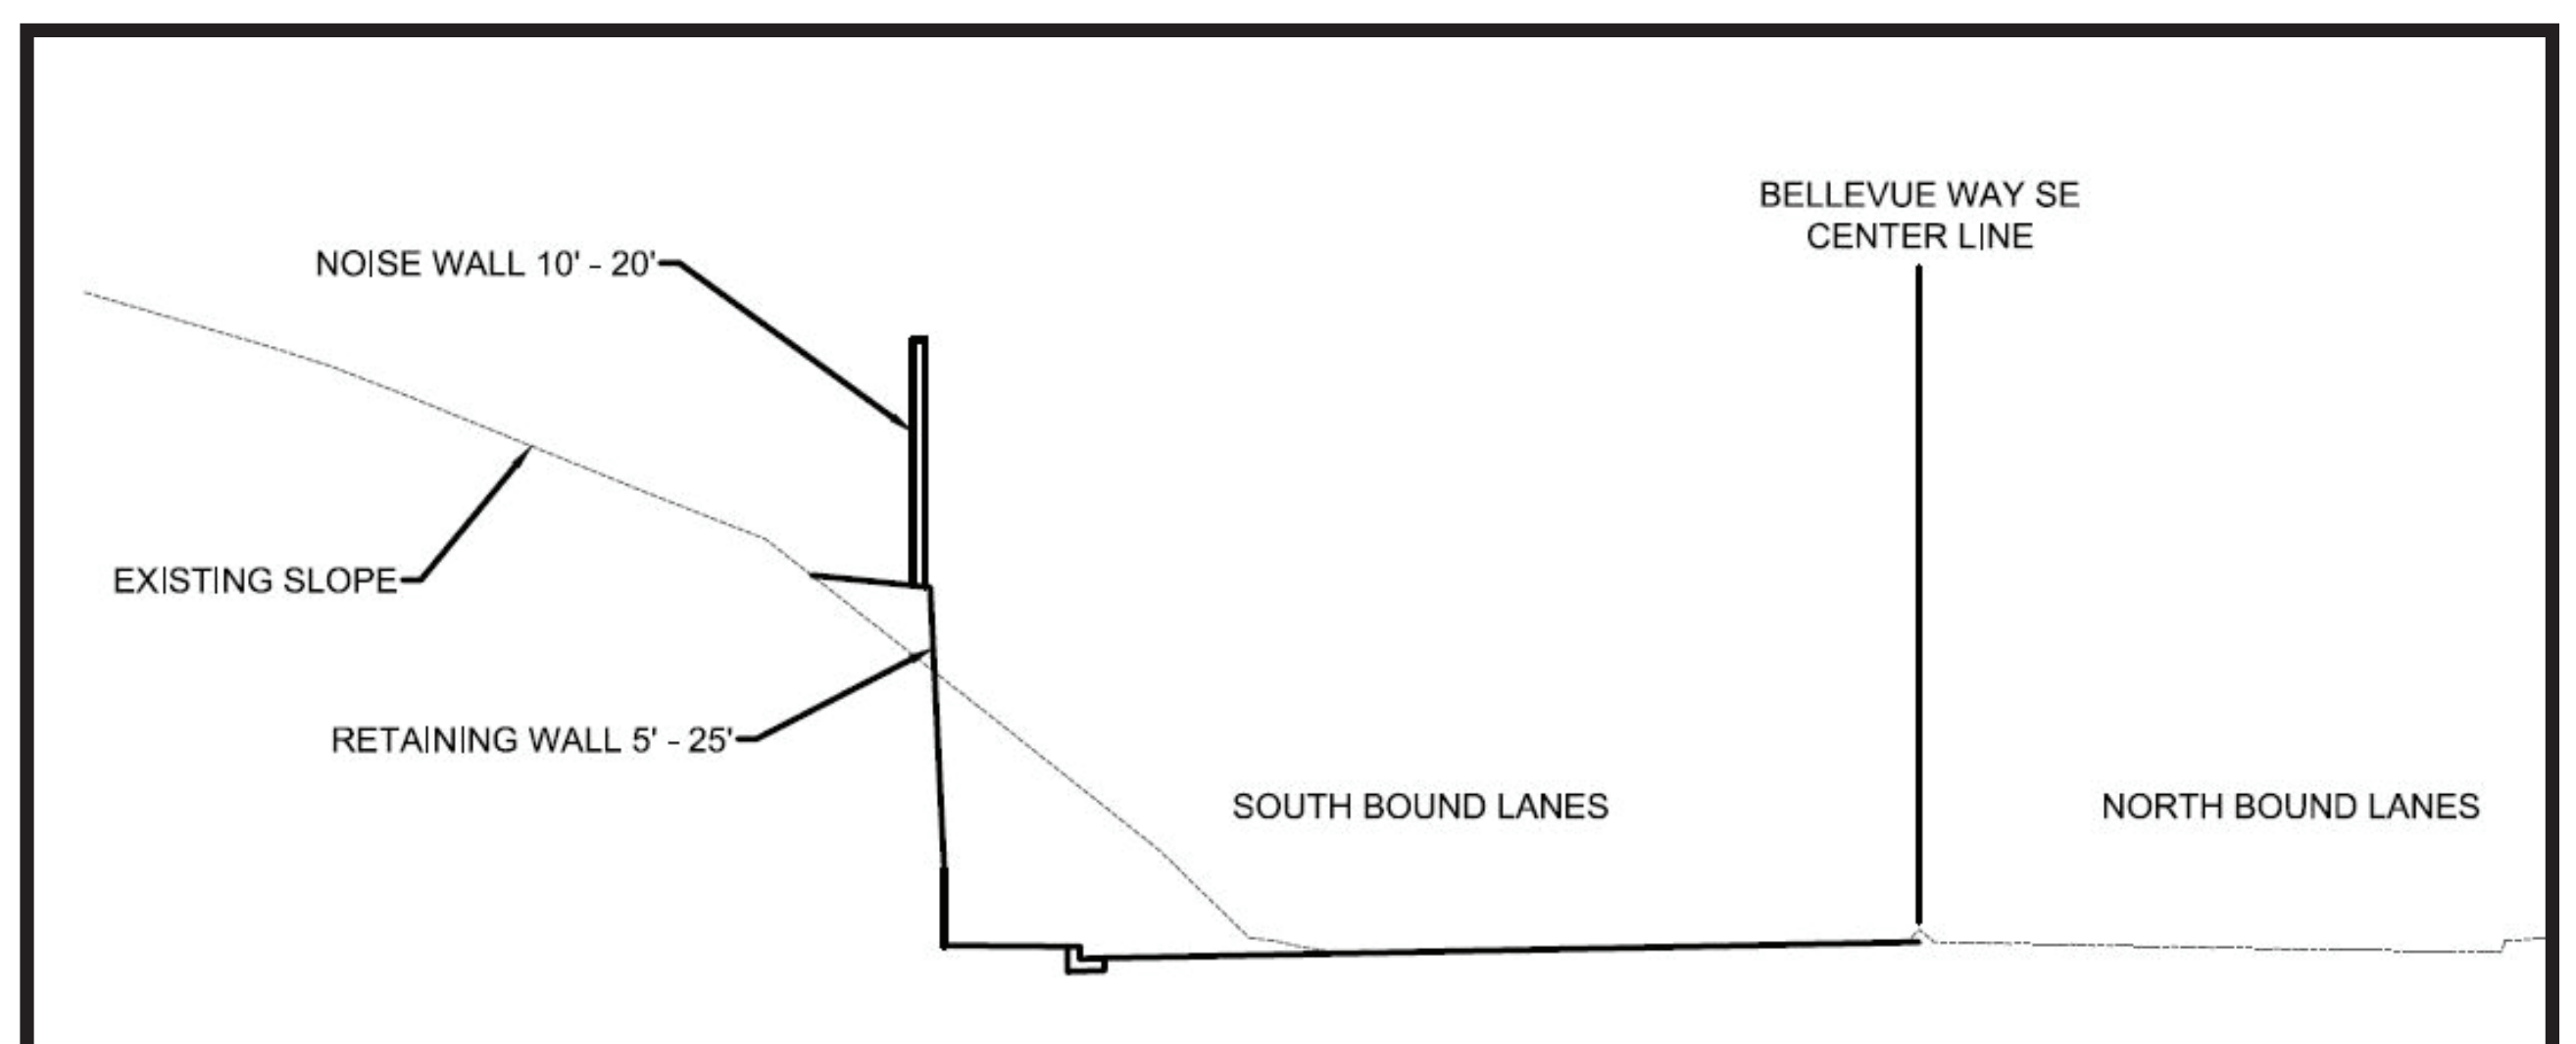 BELLEVUE WAY SE
CENTER LINE
NOISE WALL 10' - 20'
EXISTING SLOPE
RETAINING WALL 5' - 25'
SOUTH BOUND LANES
NORTH BOUND LANES